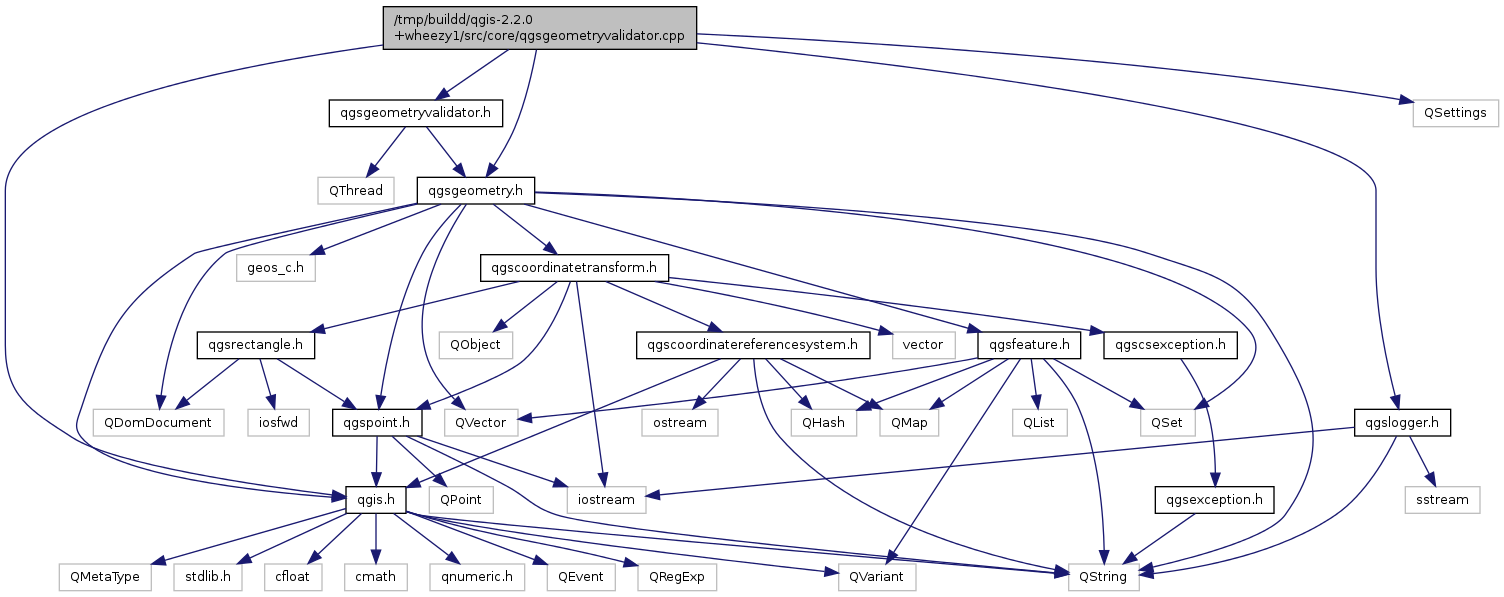 /tmp/buildd/qgis-2.2.0
+wheezy1/src/core/qgsgeometryvalidator.cpp
qgsgeometryvalidator.h
QSettings
QThread
qgsgeometry.h
geos_c.h
qgscoordinatetransform.h
qgsrectangle.h
QObject
qgscoordinatereferencesystem.h
vector
qgsfeature.h
qgscsexception.h
QDomDocument
iosfwd
qgspoint.h
QVector
ostream
QHash
QMap
QList
QSet
qgslogger.h
qgis.h
QPoint
iostream
qgsexception.h
sstream
QMetaType
stdlib.h
cfloat
cmath
qnumeric.h
QEvent
QRegExp
QVariant
QString